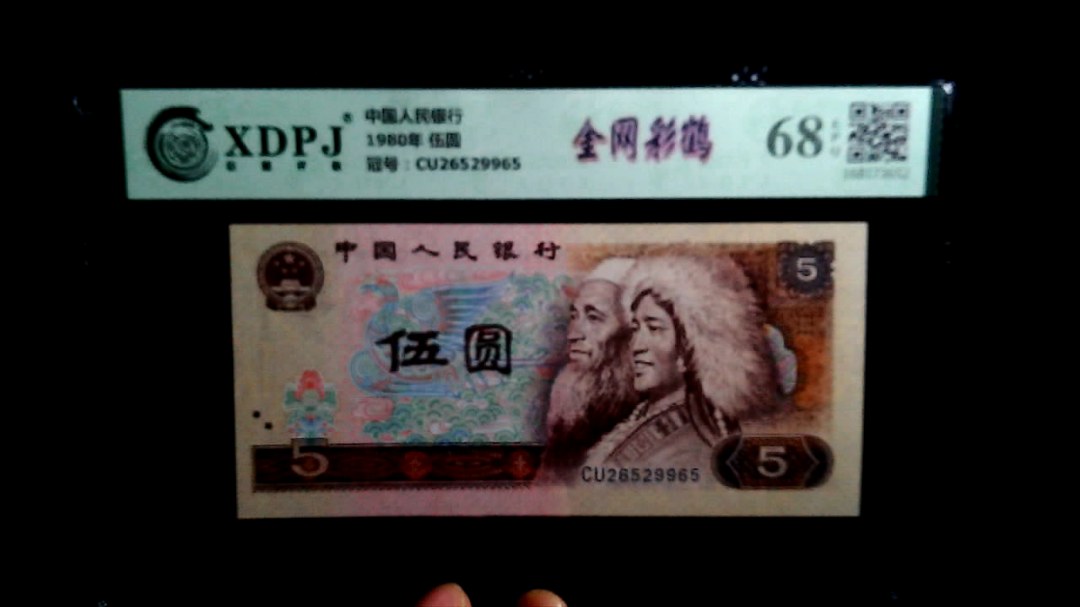 XDPJ®
中国人民银行
1980年 伍圆
冠号：CU26529965
金网彩鹤
68
中国人民银行
5
伍圆
5
CU26529965
5